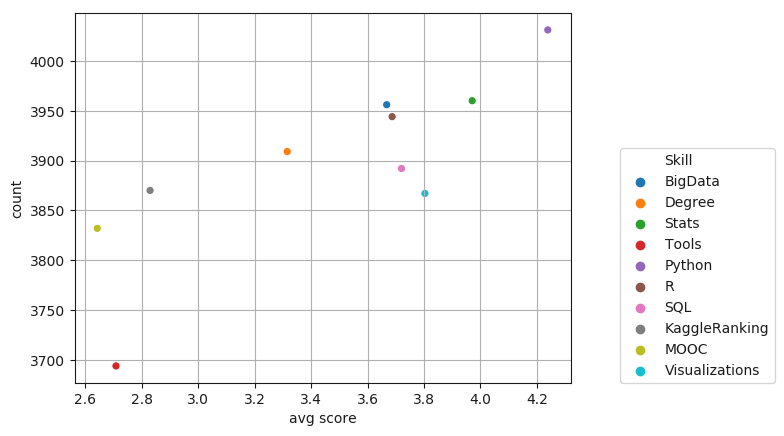 4000
3950
3900
3850
3800
3750
3700
count
2.6 2.8 3.0 3.2 3.4 3.6 3.8 4.0 4.2
avg score
Skill
BigData
Degree
Stats
Tools
Python
R
SQL
KaggleRanking
MOOC
Visualizations